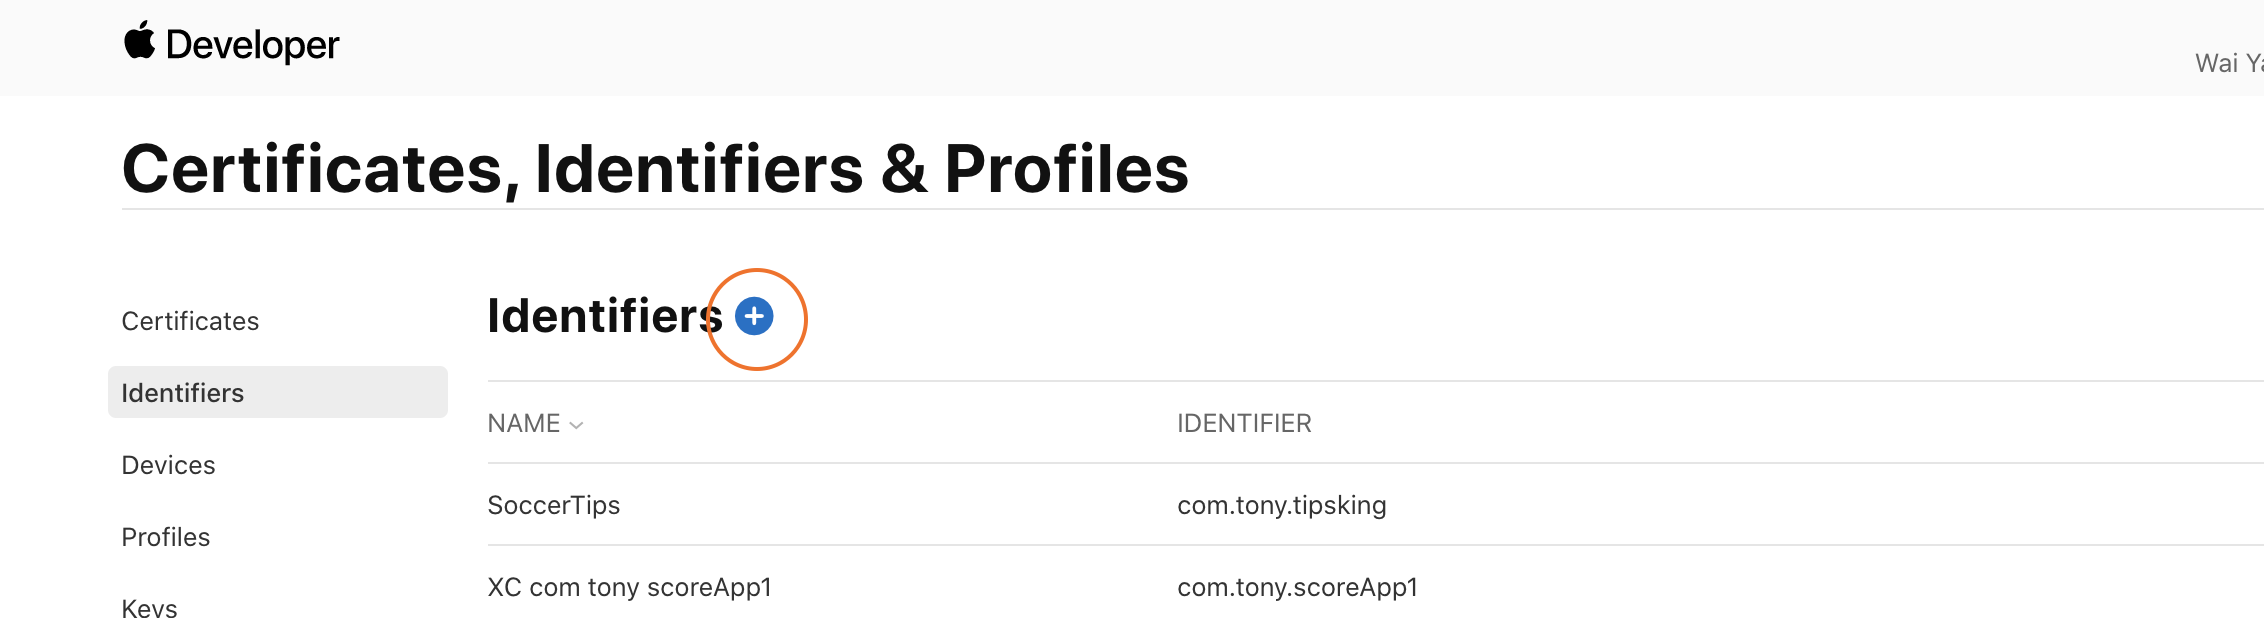 Developer
Wai
Certificates, Identifiers & Profiles
Certificates
Identifiers
Devices
Profiles
Keys
Identifiers
NAME
IDENTIFIER
SoccerTips
com.tony.tipsking
XC com tony scoreApp1
com.tony.scoreApp1